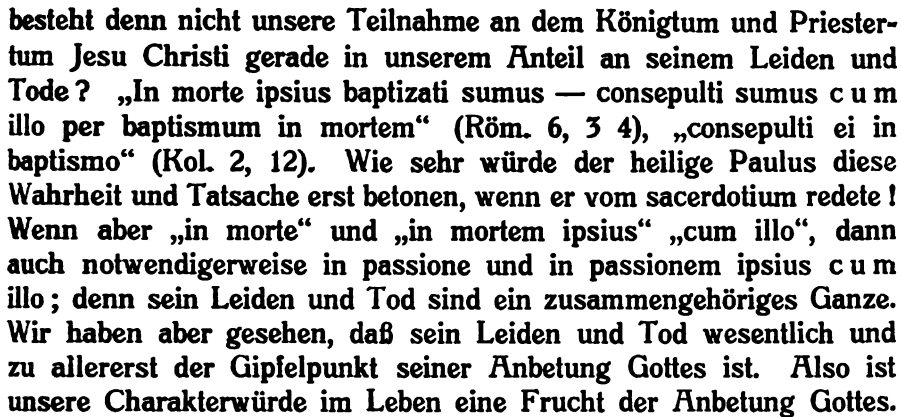 besteht denn nicht unsere Teilnahme an dem Königtum und Priester-
tum Jesu Christi gerade in unserem Anteil an seinem Leiden und
Tode? „In morte ipsius baptizati sumus — consepulti sumus cum
illo per baptismum in mortem“ (Röm. 6, 3 4), „consepulti ei in
baptismo“ (Kol. 2, 12). Wie sehr würde der heilige Paulus diese
Wahrheit und Tatsache erst betonen, wenn er vom sacerdotium redete!
Wenn aber „in morte“ und „in mortem ipsius“ „cum illo“, dann
auch notwendigerweise in passione und in passionem ipsius cum
illo; denn sein Leiden und Tod sind ein zusammengehöriges Ganze.
Wir haben aber gesehen, daß sein Leiden und Tod wesentlich und
zu allererst der Gipfelpunkt seiner Anbetung Gottes ist. Also ist
unsere Charakterwürde im Leben eine Frucht der Anbetung Gottes.